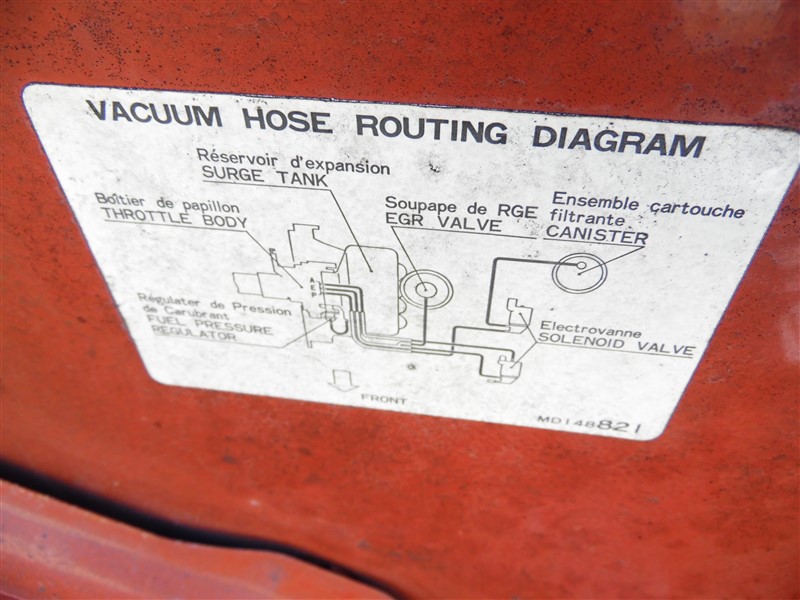 VACUUM HOSE ROUTING DIAGRAM
Réservoir d'expansion
SURGE TANK
Boîtier de papillon
THROTTLE BODY
Soupape de RGE
EGR VALVE
Ensemble cartouche
filtrante
CANISTER
A
E
P
Régulater de Pression
de Carubrant
FUEL PRESSURE
REGULATOR
Electrovanne
SOLENOID VALVE
FRONT
MD148821